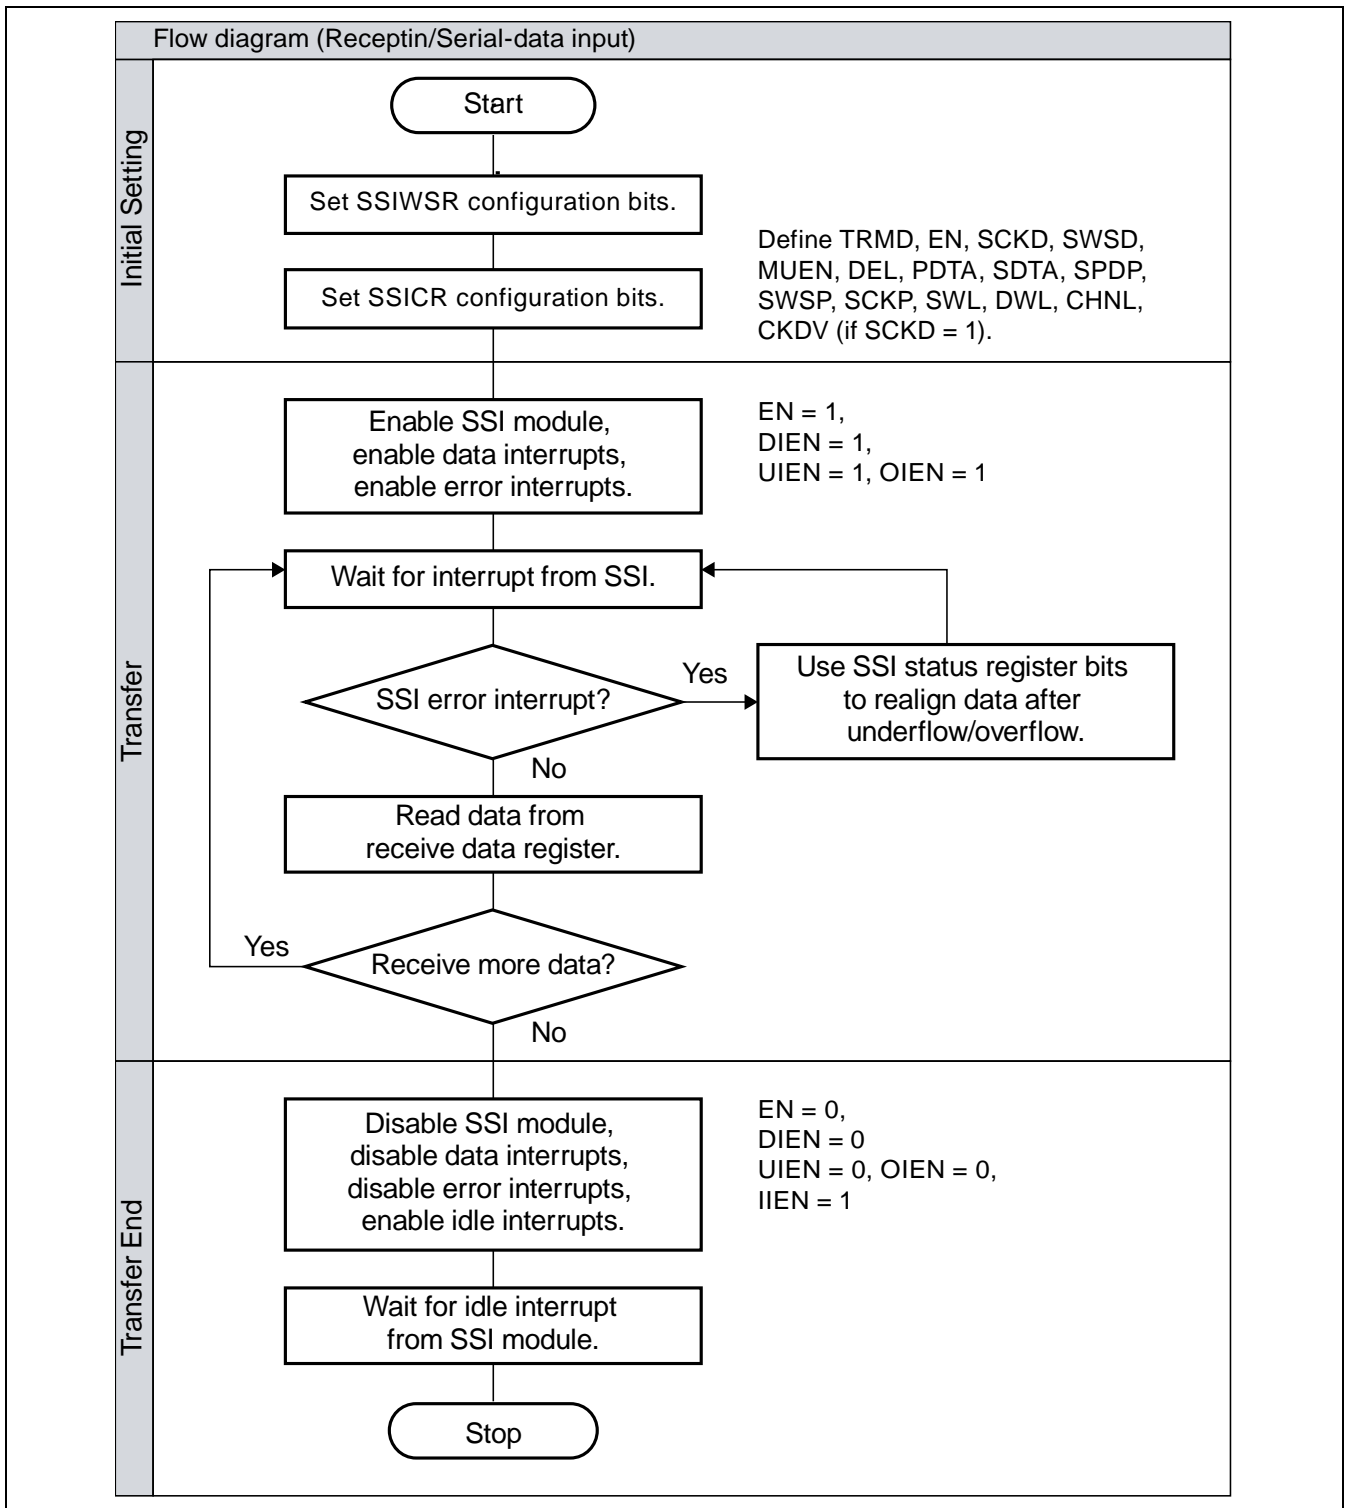 Flow diagram (Receptin/Serial-data input)
Initial Setting
Start
Set SSIWSR configuration bits.
Set SSICR configuration bits.
Define TRMD, EN, SCKD, SWSD,
MUEN, DEL, PDTA, SDTA, SPDP,
SWSP, SCKP, SWL, DWL, CHNL,
CKDV (if SCKD = 1).
Transfer
Enable SSI module,
enable data interrupts,
enable error interrupts.
EN = 1,
DIEN = 1,
UIEN = 1, OIEN = 1
Wait for interrupt from SSI.
SSI error interrupt?
Yes
Use SSI status register bits
to realign data after
underflow/overflow.
No
Read data from
receive data register.
Yes
Receive more data?
No
Transfer End
Disable SSI module,
disable data interrupts,
disable error interrupts,
enable idle interrupts.
EN = 0,
DIEN = 0
UIEN = 0, OIEN = 0,
IIEN = 1
Wait for idle interrupt
from SSI module.
Stop